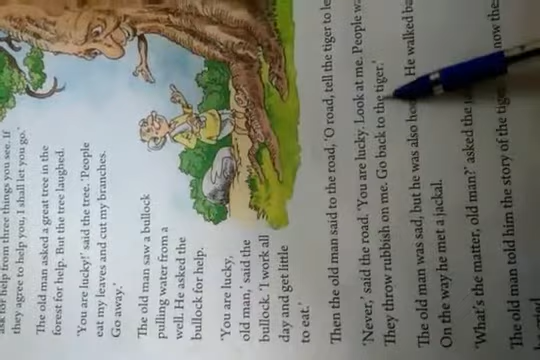 ask for help from three things you see. If
they agree to help you, I shall let you go.'
The old man asked a great tree in the
forest for help. But the tree laughed.
'You are lucky!' said the tree. 'People
eat my leaves and cut my branches.
Go away.'
The old man saw a bullock
pulling water from a
well. He asked the
bullock for help.
'You are lucky,
old man,' said the
bullock. 'I work all
day and get little
to eat.'
Then the old man said to the road, 'O road, tell the tiger to
'Never,' said the road. 'You are lucky. Look at me. People
They throw rubbish on me. Go back to the tiger.'
The old man was sad, but he was also He walked
On the way he met a jackal.
'What's the matter, old man?' asked the
The old man told him the story of the